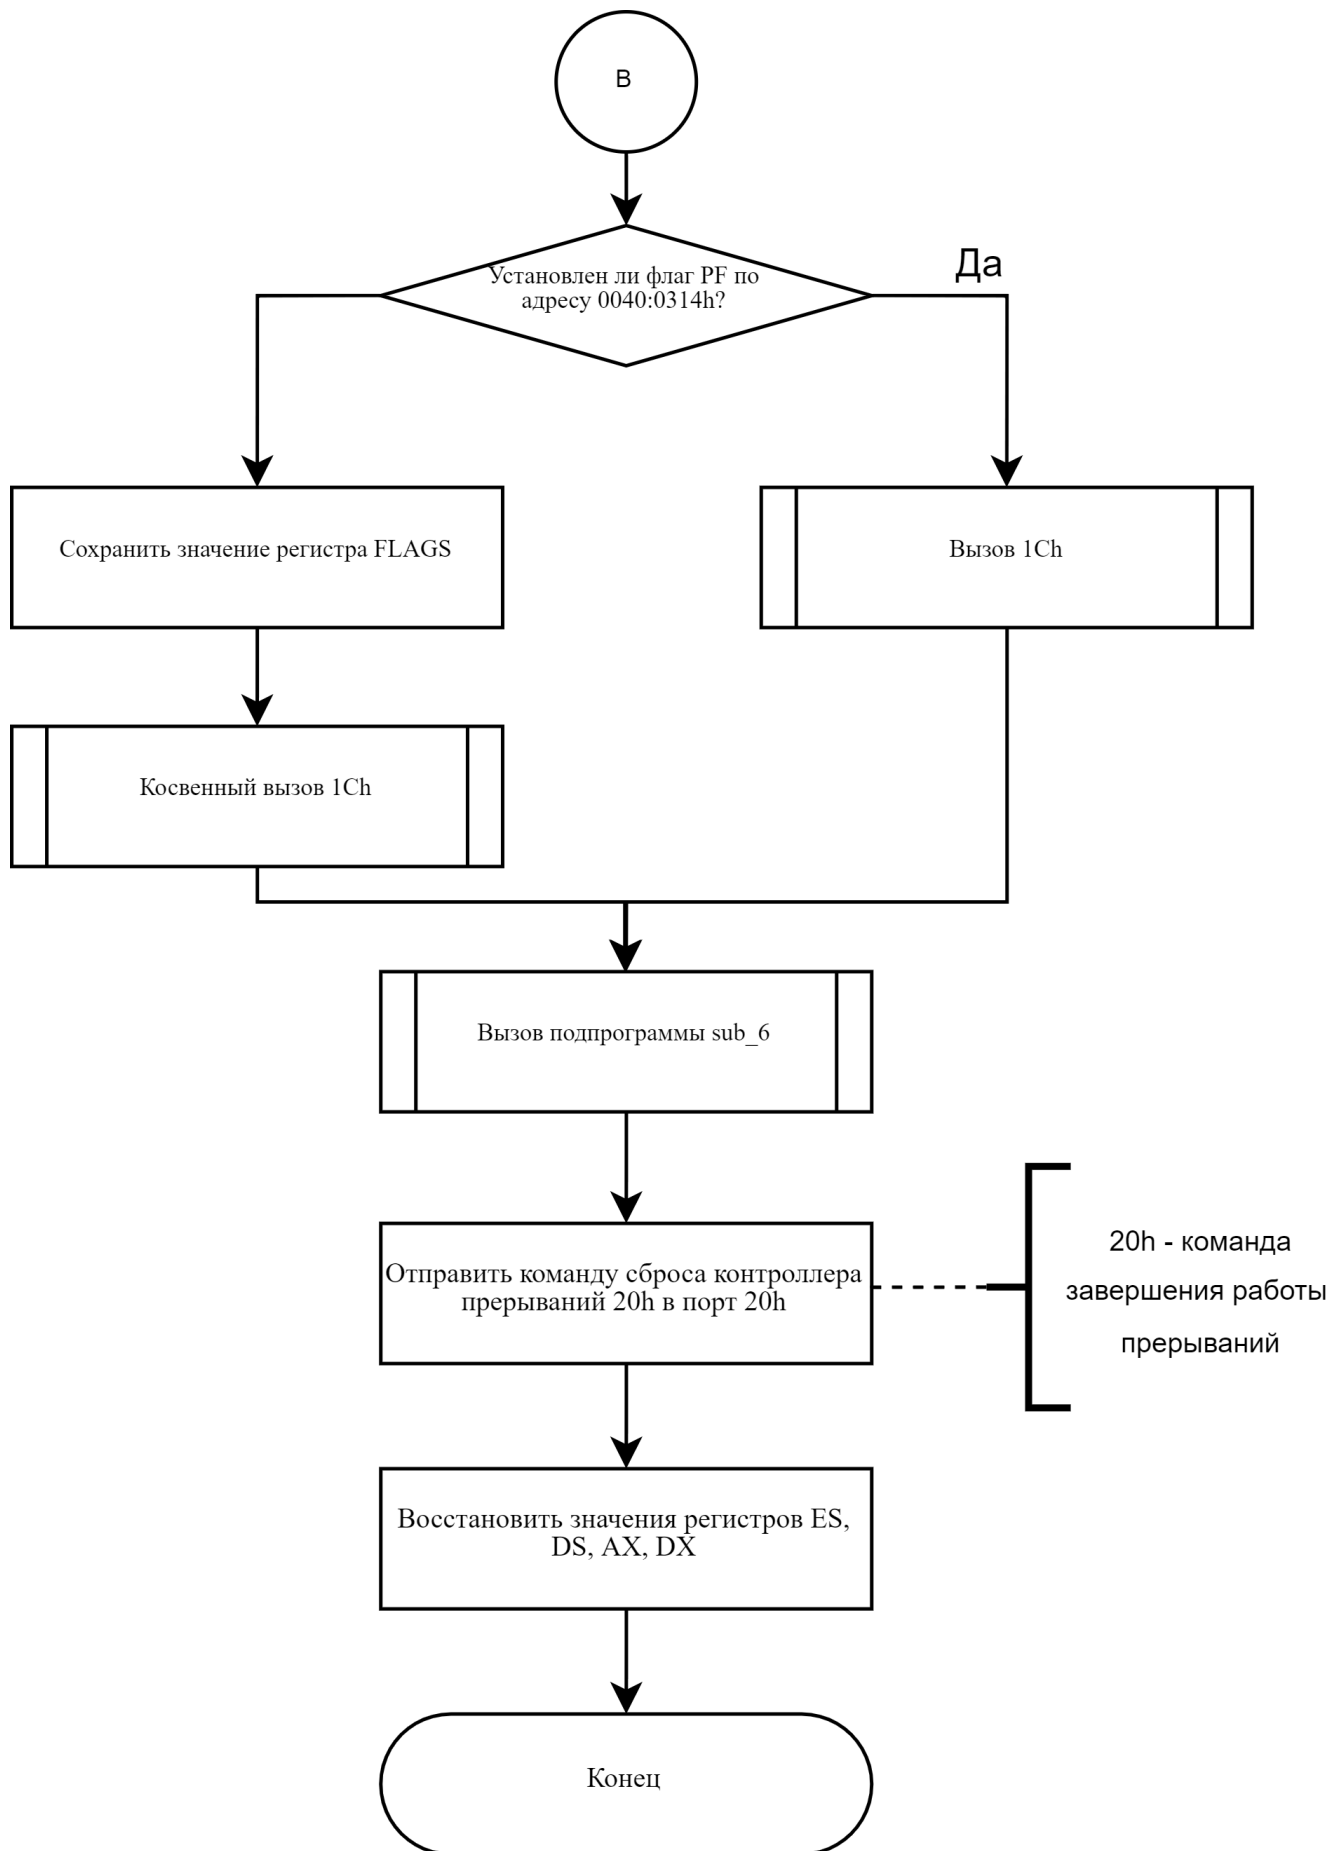 В
Установлен ли флаг PF по
адресу 0040:0314h?
Да
Сохранить значение регистра FLAGS
Вызов 1Ch
Косвенный вызов 1Ch
Вызов подпрограммы sub_6
Отправить команду сброса контроллера
прерываний 20h в порт 20h
20h - команда
завершения работы
прерываний
Восстановить значения регистров ES,
DS, AX, DX
Конец